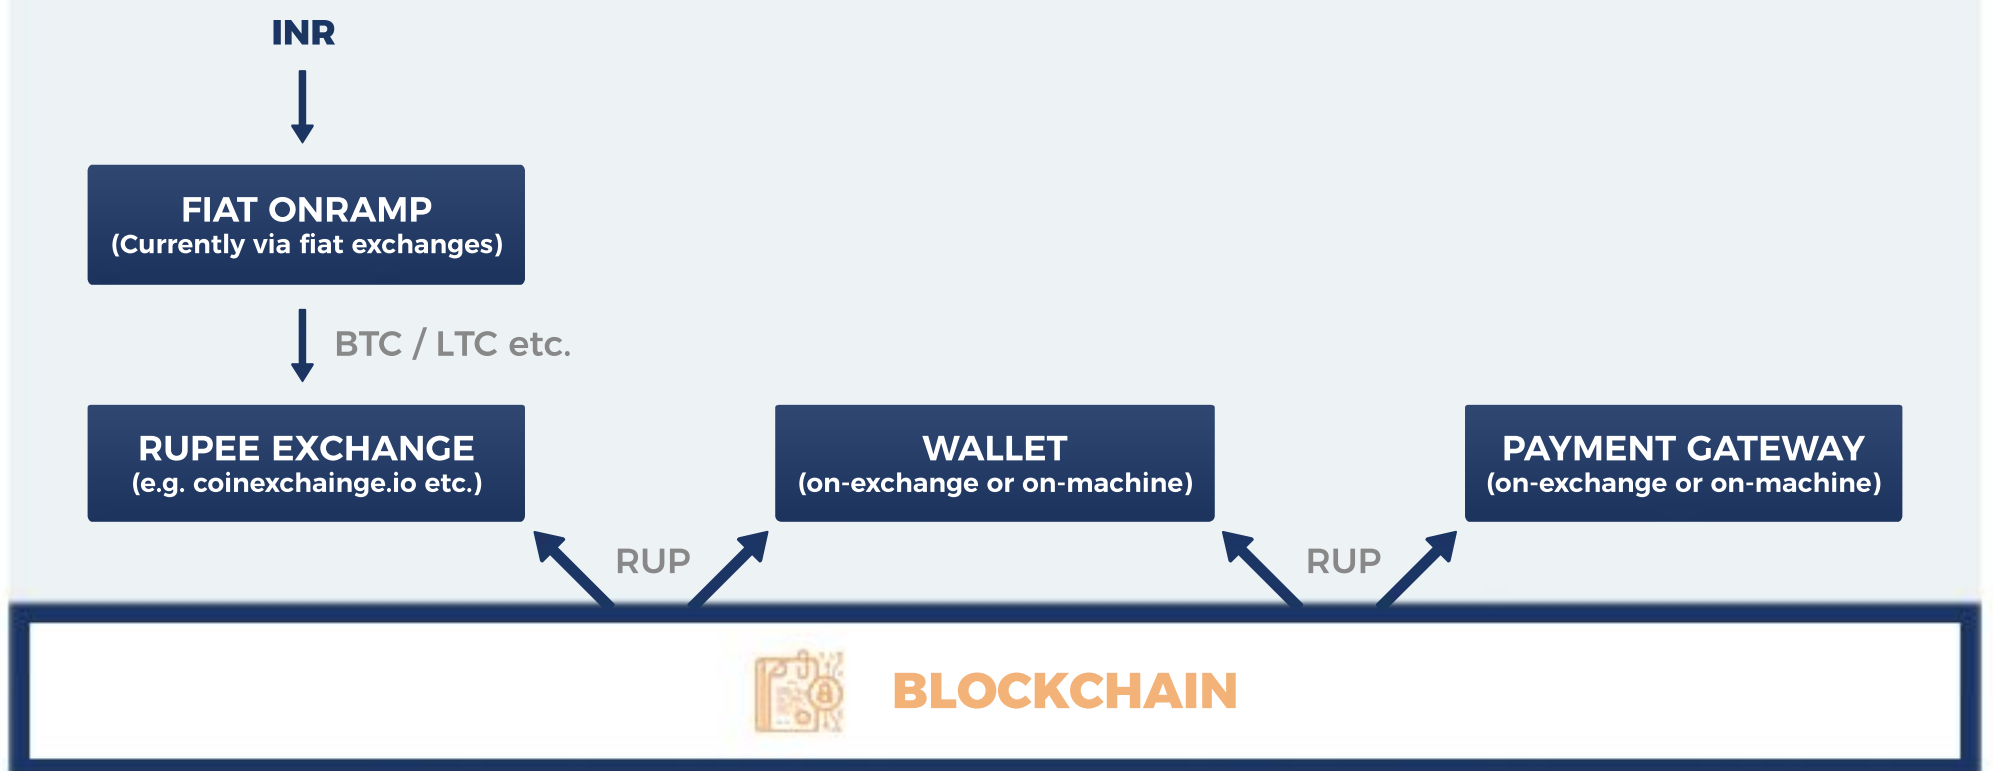 INR
FIAT ONRAMP
(Currently via fiat exchanges)
BTC / LTC etc.
RUPEE EXCHANGE
(e.g. coinexchainge.io etc.)
WALLET
(on-exchange or on-machine)
PAYMENT GATEWAY
(on-exchange or on-machine)
RUP
RUP
BLOCKCHAIN